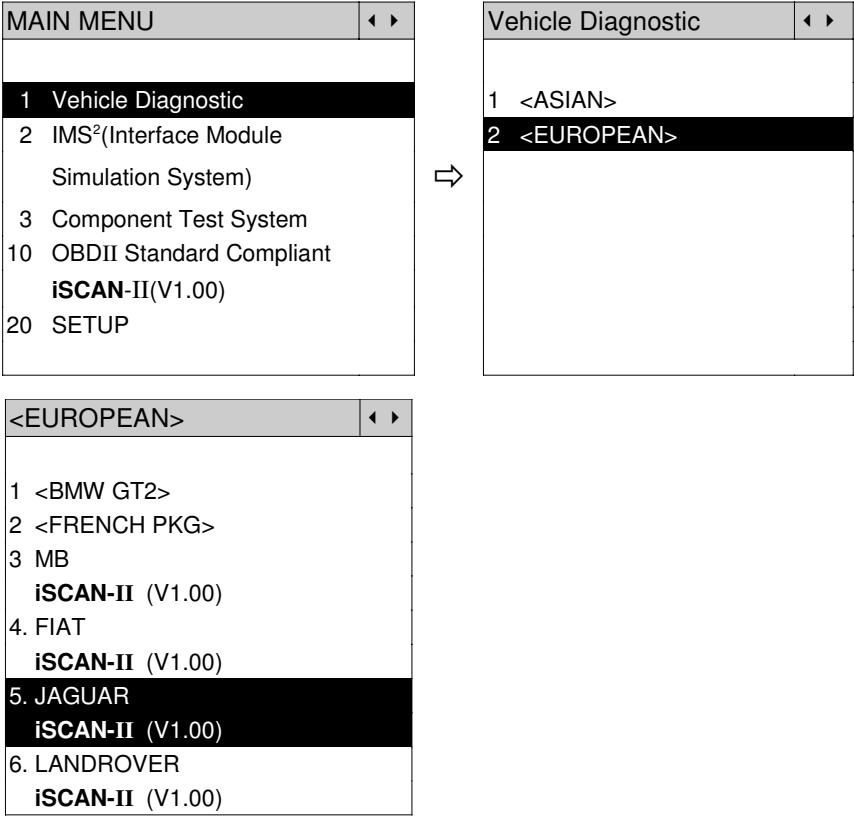 MAIN MENU
1 Vehicle Diagnostic
2 IMS²(Interface Module
Simulation System)
3 Component Test System
10 OBDII Standard Compliant
iSCAN-II(V1.00)
20 SETUP
Vehicle Diagnostic
1 <ASIAN>
2 <EUROPEAN>
<EUROPEAN>
1 <BMW GT2>
2 <FRENCH PKG>
3 MB
iSCAN-II (V1.00)
4. FIAT
iSCAN-II (V1.00)
5. JAGUAR
iSCAN-II (V1.00)
6. LANDROVER
iSCAN-II (V1.00)